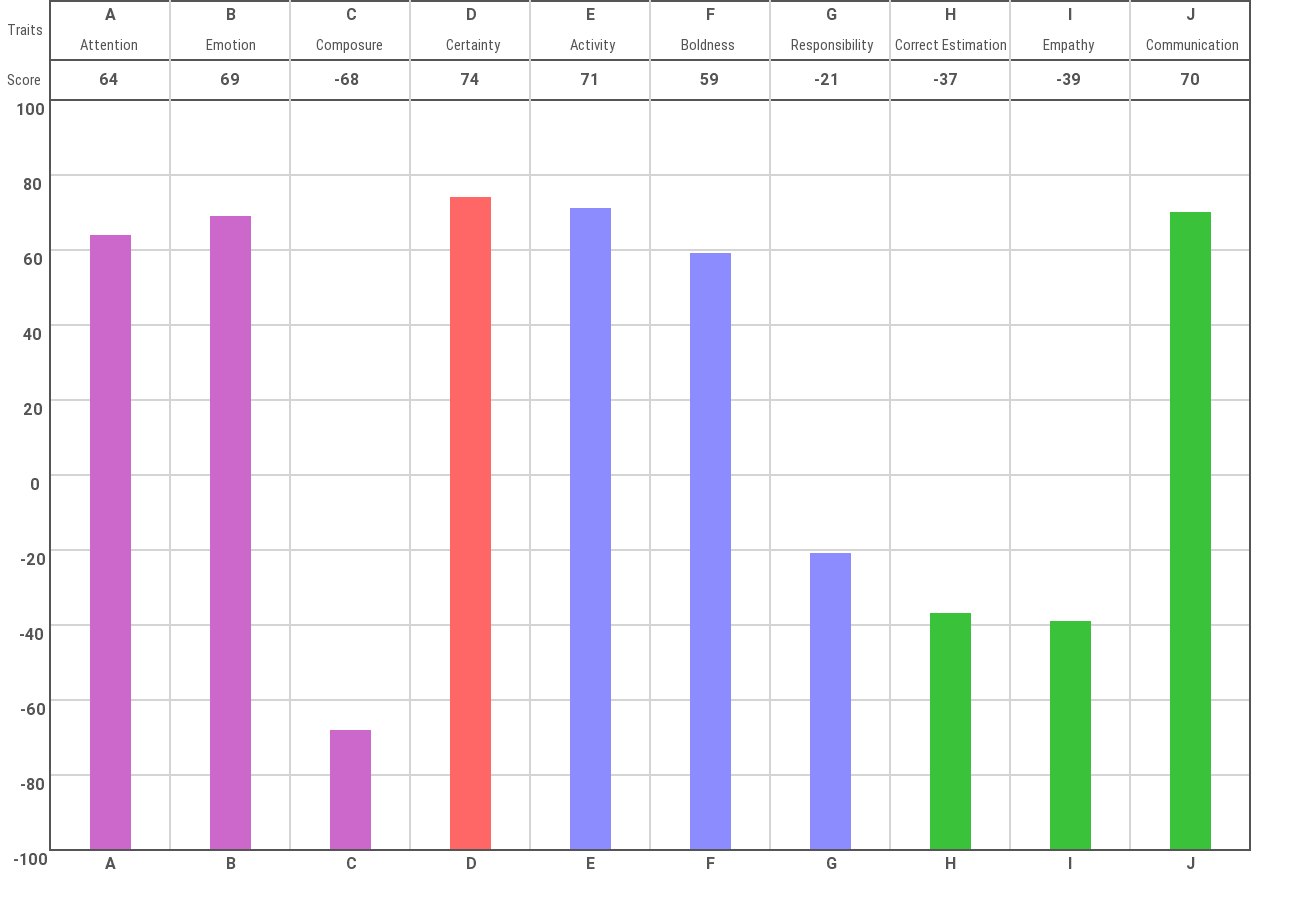 Traits A B C D E F G H I J
Attention Emotion Composure Certainty Activity Boldness Responsibility Correct Estimation Empathy Communication
Score 64 69 -68 74 71 59 -21 -37 -39 70
100
80
60
40
20
0
-20
-40
-60
-80
-100
A B C D E F G H I J